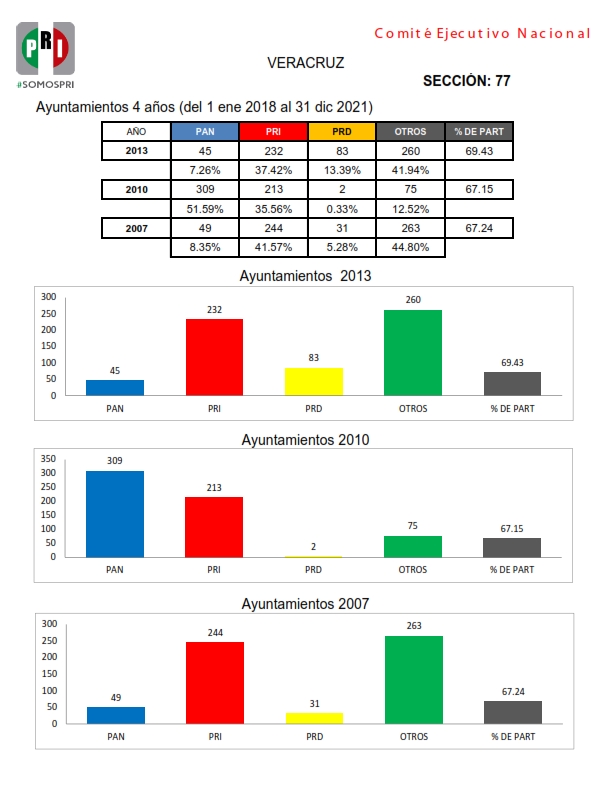 Comité Ejecutivo Nacional
PRI
#SOMOSPRI
VERACRUZ
SECCIÓN: 77
Ayuntamientos 4 años (del 1 ene 2018 al 31 dic 2021)
AÑO PAN PRI PRD OTROS % DE PART
2013 45 232 83 260 69.43
7.26% 37.42% 13.39% 41.94%
2010 309 213 2 75 67.15
51.59% 35.56% 0.33% 12.52%
2007 49 244 31 263 67.24
8.35% 41.57% 5.28% 44.80%
Ayuntamientos 2013
300
250
200
150
100
50
0
45 232 83 260 69.43
PAN PRI PRD OTROS % DE PART
Ayuntamientos 2010
350
300
250
200
150
100
50
0
309 213 2 75 67.15
PAN PRI PRD OTROS % DE PART
Ayuntamientos 2007
300
250
200
150
100
50
0
49 244 31 263 67.24
PAN PRI PRD OTROS % DE PART